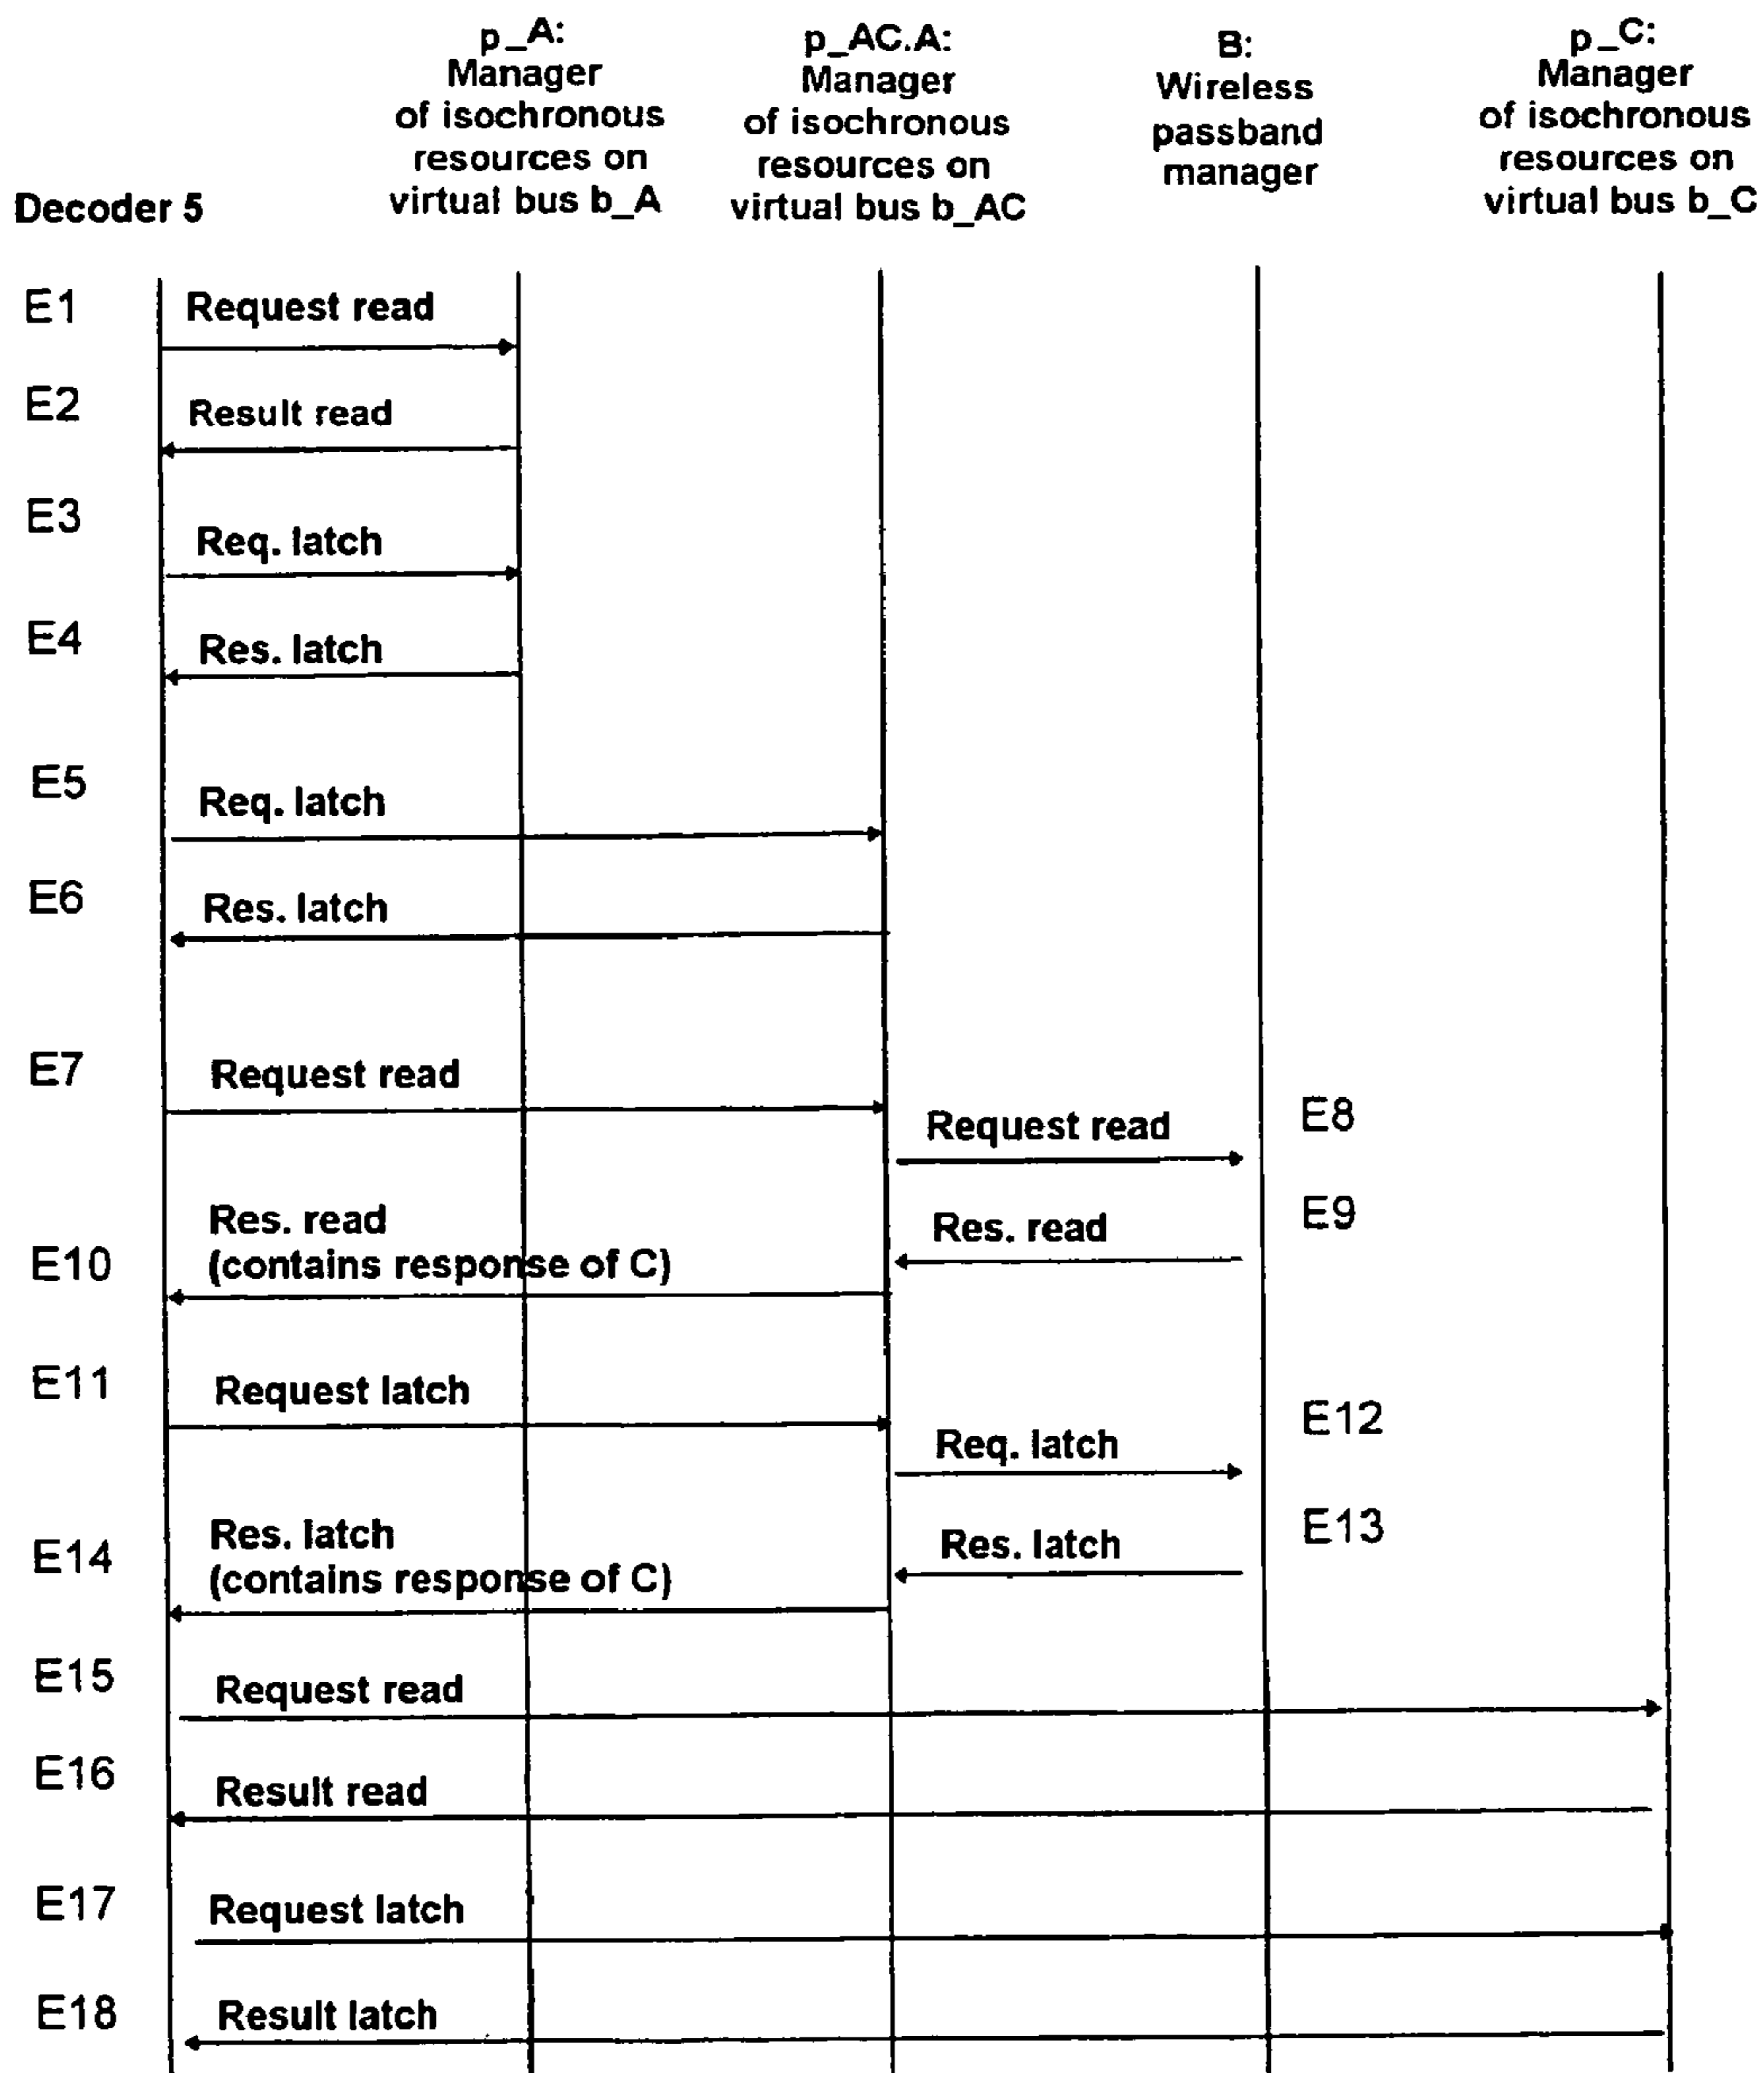 p_A:
Manager
of isochronous
resources on
virtual bus b_A
p_AC.A:
Manager
of isochronous
resources on
virtual bus b_AC
B:
Wireless
passband
manager
p_C:
Manager
of isochronous
resources on
virtual bus b_C
Decoder 5
E1
Request read
E2
Result read
E3
Req. latch
E4
Res. latch
E5
Req. latch
E6
Res. latch
E7
Request read
Request read
E8
Res. read
E9
Res. read
(contains response of C)
E10
E11
Request latch
Req. latch
E12
Res. latch
E13
Res. latch
(contains response of C)
E14
E15
Request read
E16
Result read
E17
Request latch
E18
Result latch